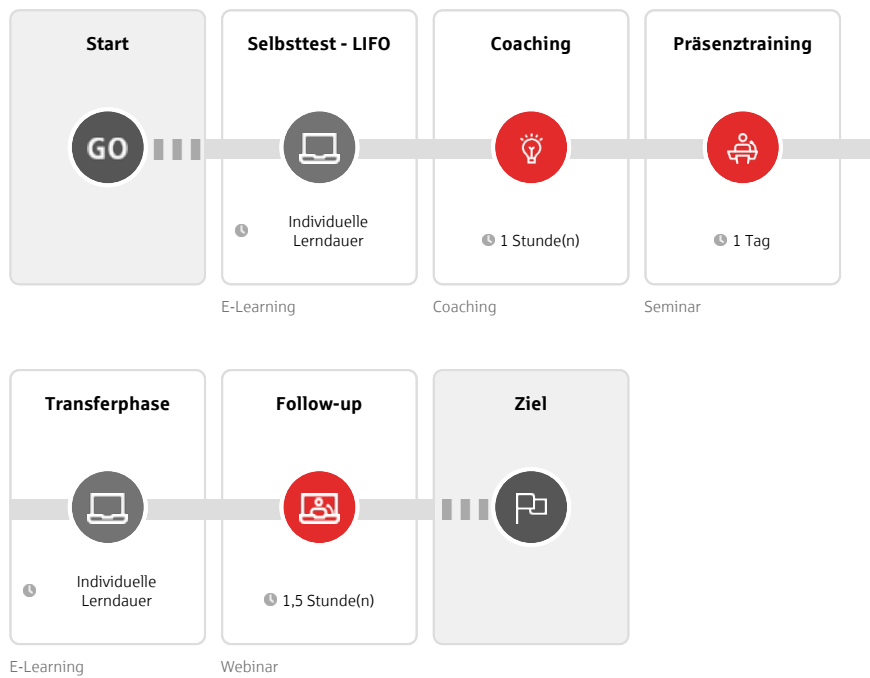 Start
Selbsttest - LIFO
Coaching
Präsenztraining
GO
Individuelle
Lerndauer
1 Stunde(n)
1 Tag
E-Learning
Coaching
Seminar
Transferphase
Follow-up
Ziel
Individuelle
Lerndauer
1,5 Stunde(n)
E-Learning
Webinar